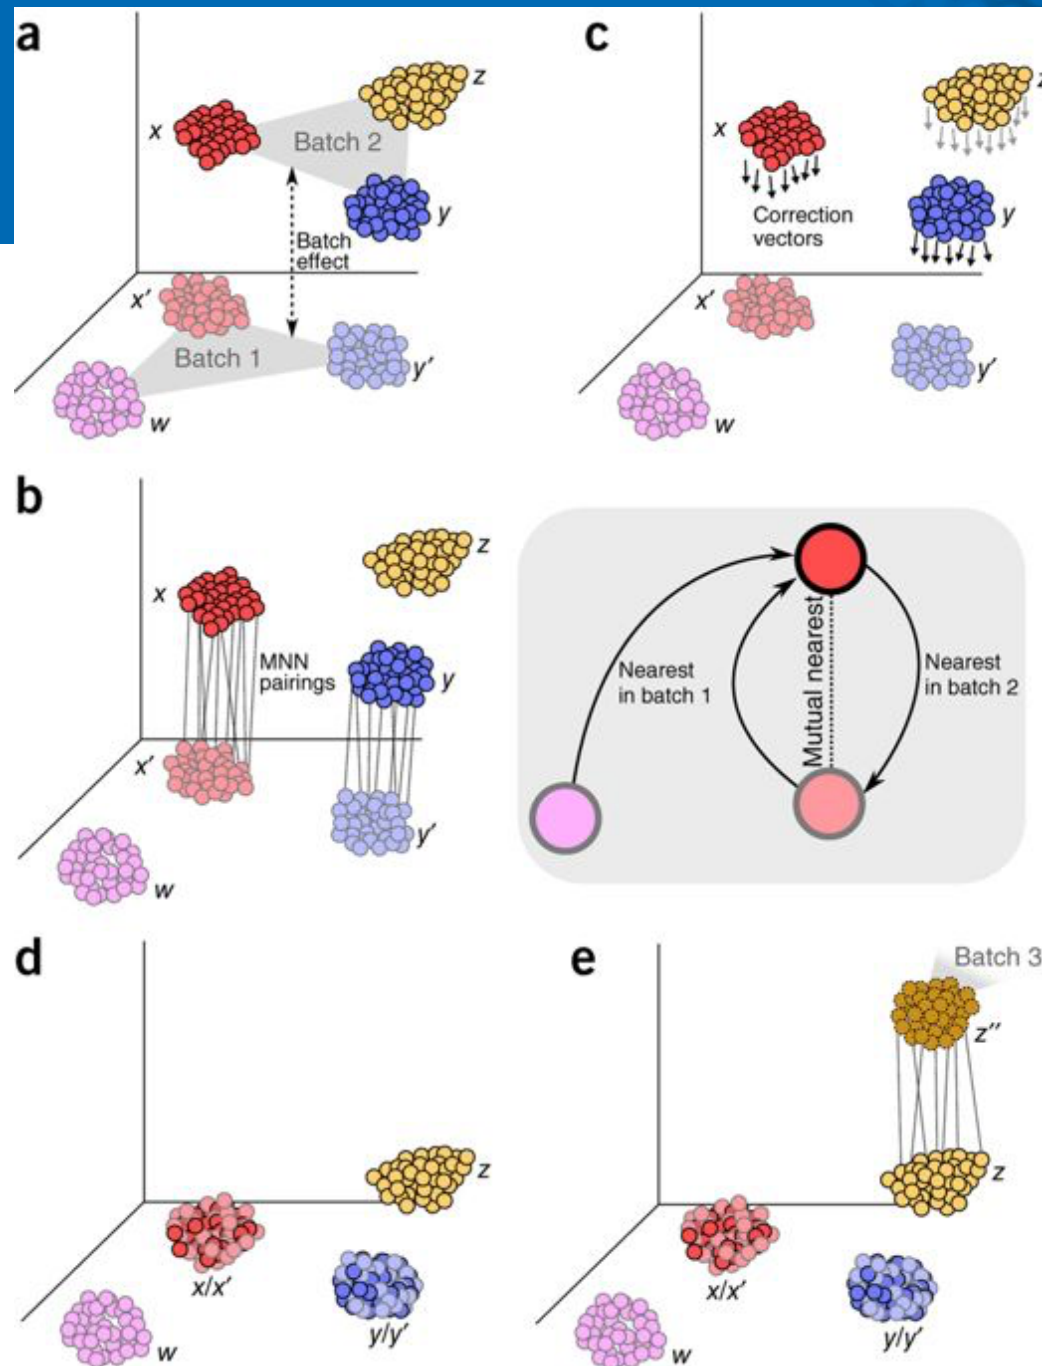 a
z
x
Batch 2
y
Batch
effect
x′
Batch 1
y′
w
c
x
y
Correction
vectors
x′
y′
w
b
z
x
MNN
pairings
y
x′
y′
w
Nearest
in batch 1
Mutual nearest
Nearest
in batch 2
d
z
x/x′
y/y′
w
e
Batch 3
z′′
z
x/x′
y/y′
w